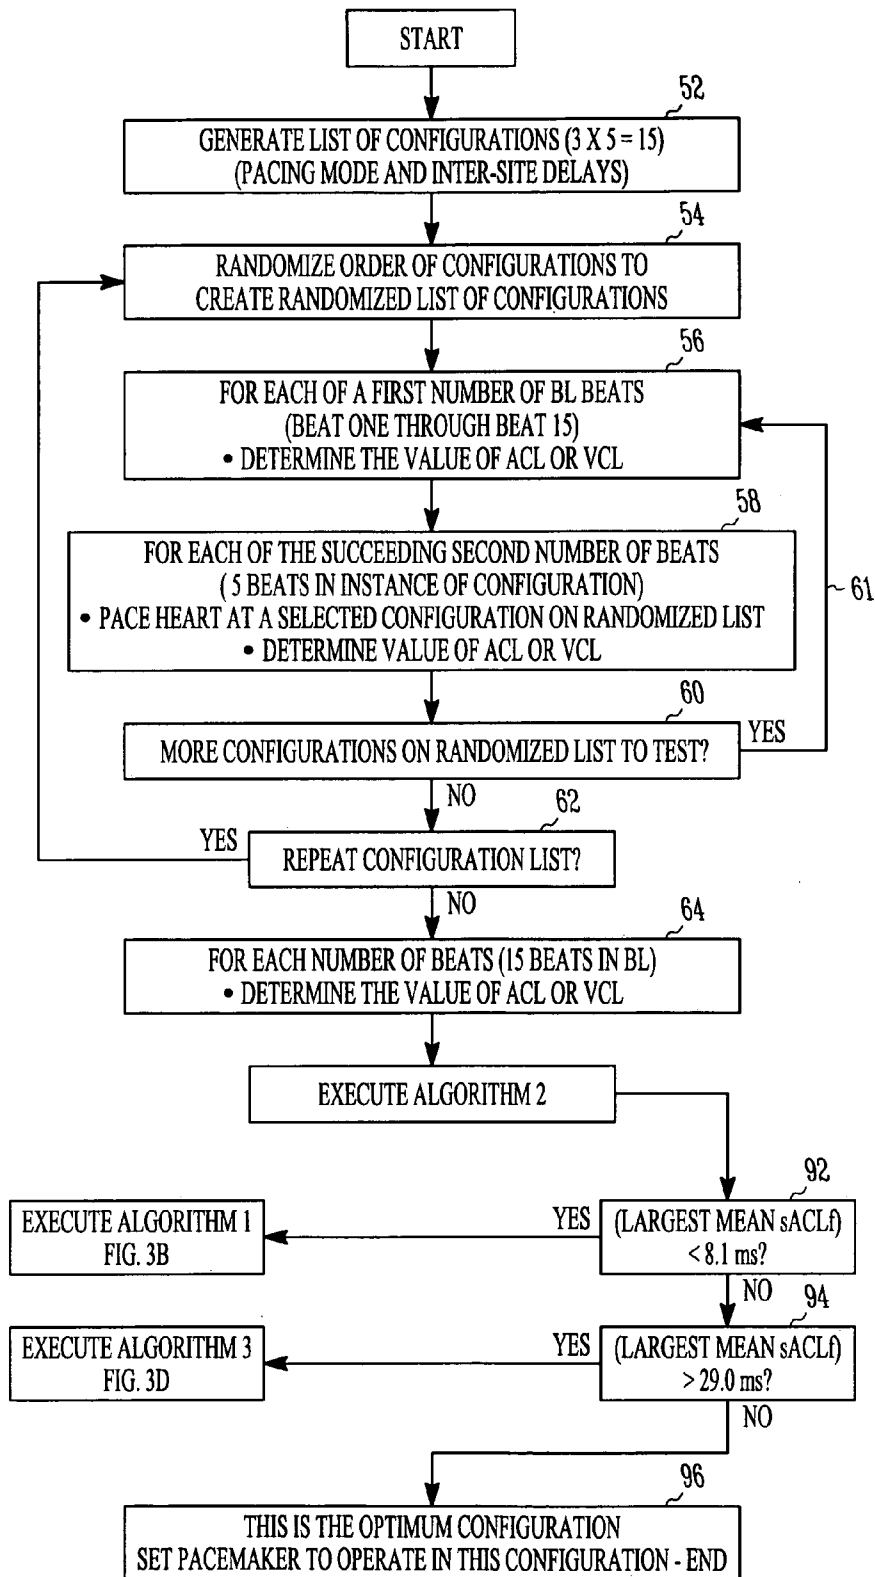 START
52
GENERATE LIST OF CONFIGURATIONS (3 X 5 = 15)
(PACING MODE AND INTER-SITE DELAYS)
54
RANDOMIZE ORDER OF CONFIGURATIONS TO
CREATE RANDOMIZED LIST OF CONFIGURATIONS
56
FOR EACH OF A FIRST NUMBER OF BL BEATS
(BEAT ONE THROUGH BEAT 15)
• DETERMINE THE VALUE OF ACL OR VCL
58
FOR EACH OF THE SUCCEEDING SECOND NUMBER OF BEATS
( 5 BEATS IN INSTANCE OF CONFIGURATION)
• PACE HEART AT A SELECTED CONFIGURATION ON RANDOMIZED LIST
• DETERMINE VALUE OF ACL OR VCL
61
60
MORE CONFIGURATIONS ON RANDOMIZED LIST TO TEST?
YES
NO
62
YES
REPEAT CONFIGURATION LIST?
NO
64
FOR EACH NUMBER OF BEATS (15 BEATS IN BL)
• DETERMINE THE VALUE OF ACL OR VCL
EXECUTE ALGORITHM 2
92
(LARGEST MEAN sACLf)
< 8.1 ms?
YES
EXECUTE ALGORITHM 1
FIG. 3B
NO
94
(LARGEST MEAN sACLf)
> 29.0 ms?
YES
EXECUTE ALGORITHM 3
FIG. 3D
NO
96
THIS IS THE OPTIMUM CONFIGURATION
SET PACEMAKER TO OPERATE IN THIS CONFIGURATION - END